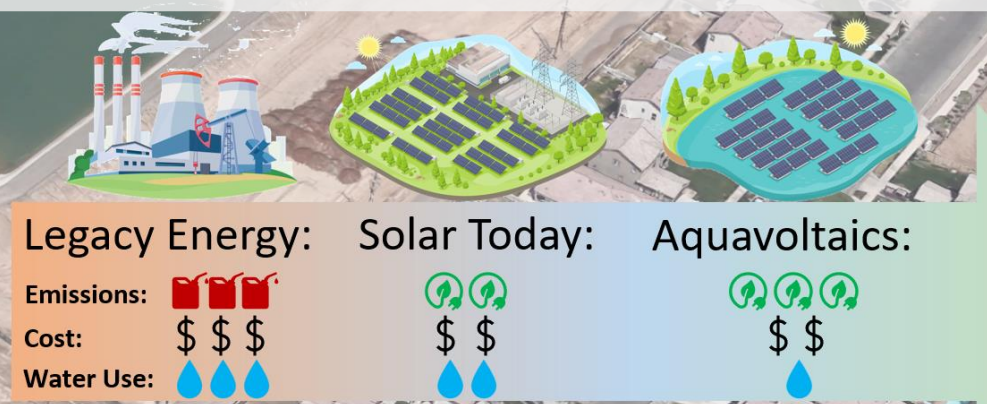 Legacy Energy: Solar Today: Aquavoltaics:
Emissions:
Cost: $ $ $ $ $ $ $
Water Use: